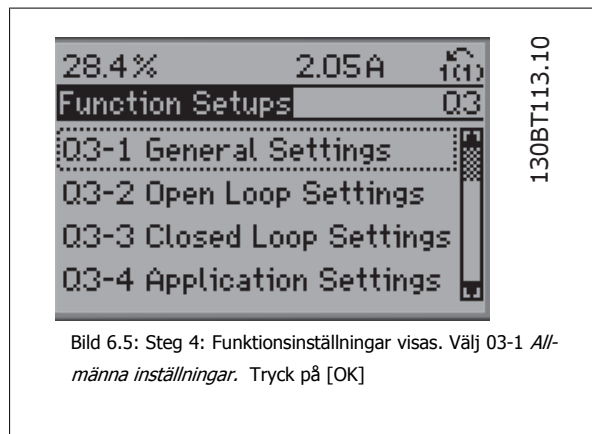 28.4% 2.05A 1(1)
Function Setups Q3
Q3-1 General Settings
Q3-2 Open Loop Settings
Q3-3 Closed Loop Settings
Q3-4 Application Settings
130BT113.10
Bild 6.5: Steg 4: Funktionsinställningar visas. Välj 03-1 All-
männa inställningar. Tryck på [OK]